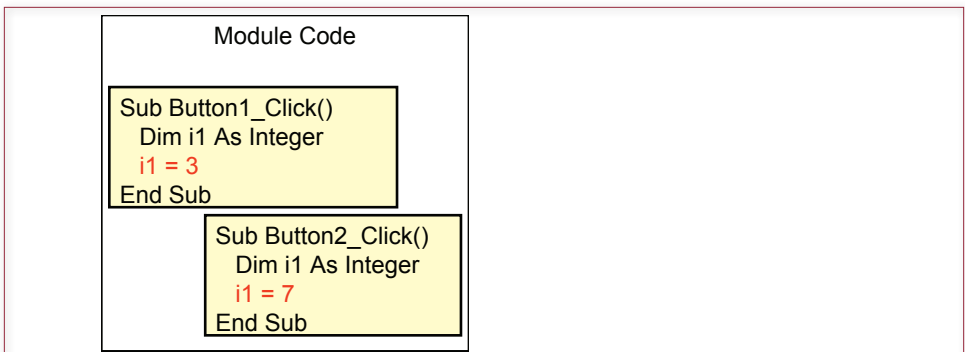 Module Code
Sub Button1_Click()
Dim i1 As Integer
i1 = 3
End Sub
Sub Button2_Click()
Dim i1 As Integer
i1 = 7
End Sub